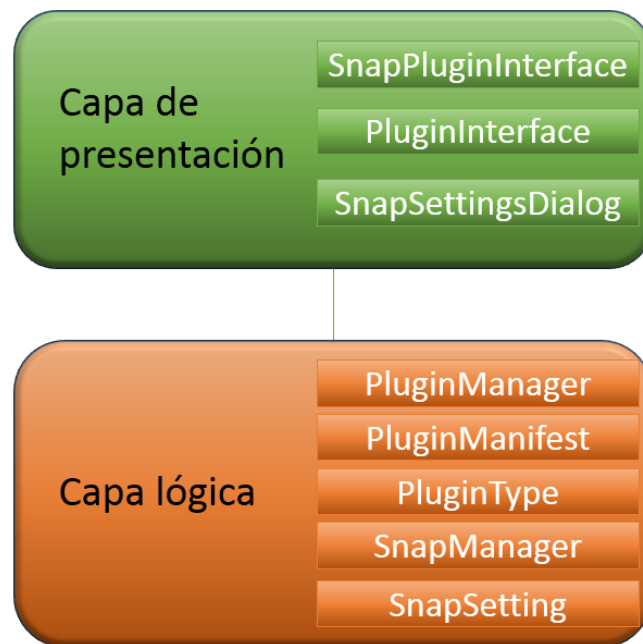 Capa de
presentación
SnapPluginInterface
PluginInterface
SnapSettingsDialog
Capa lógica
PluginManager
PluginManifest
PluginType
SnapManager
SnapSetting